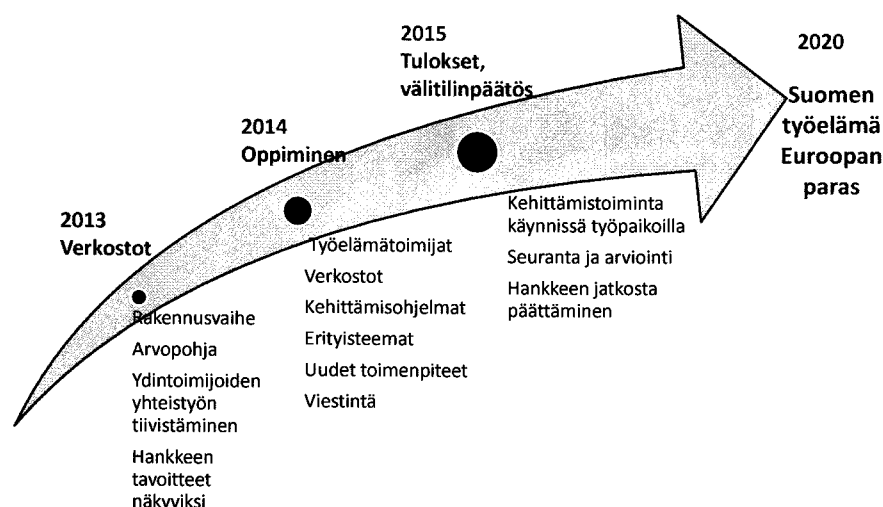 2013
Verkostot
Rakennusvaihe
Arvopohja
Ydintoimijoiden
yhteistyön
tiivistäminen
Hankkeen
tavoitteet
näkyviksi
2014
Oppiminen
Työelämätoimijat
Verkostot
Kehittämisohjelmat
Erityisteemat
Uudet toimenpiteet
Viestintä
2015
Tulokset,
välitilinpäätös
Kehittämistoiminta
käynnissä työpaikoilla
Seuranta ja arviointi
Hankkeen jatkosta
päättäminen
2020
Suomen
työelämä
Euroopan
paras